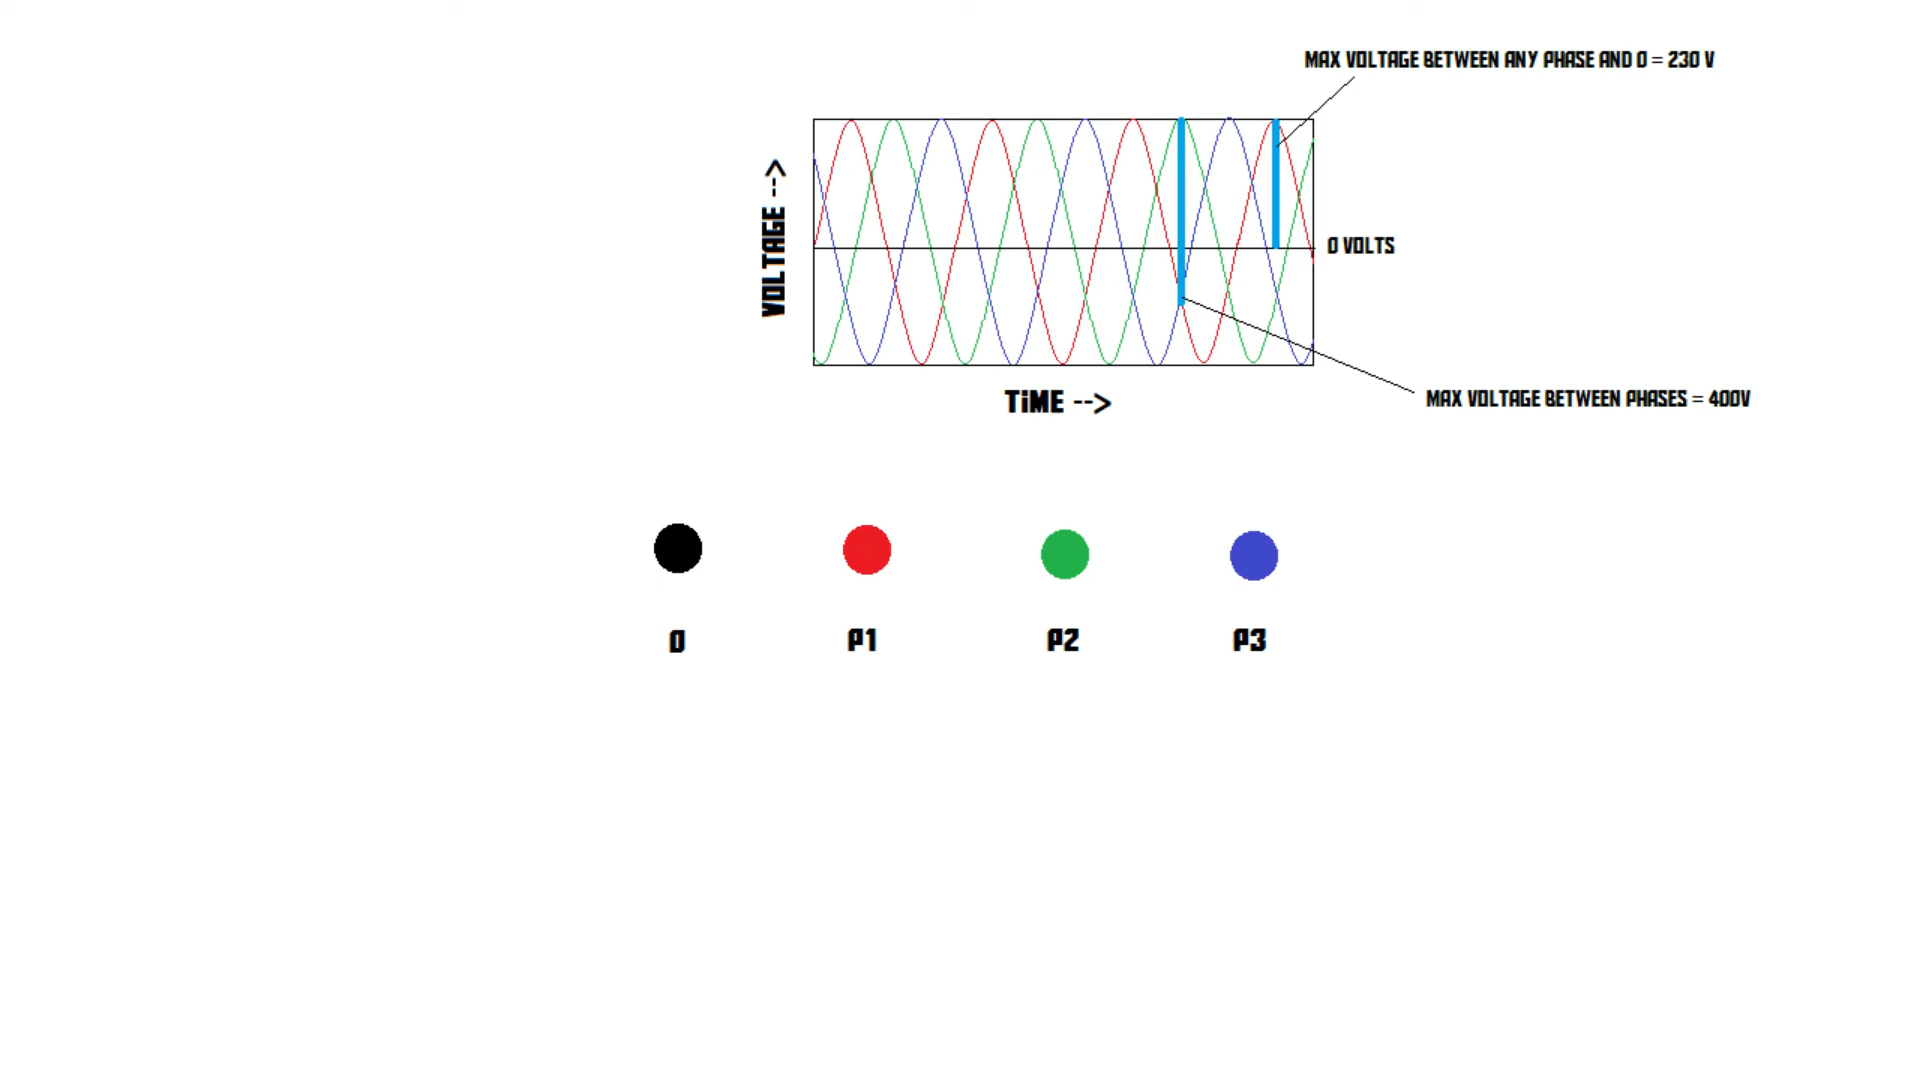 MAX VOLTAGE BETWEEN ANY PHASE AND 0 = 230 V
VOLTAGE -->
0 VOLTS
MAX VOLTAGE BETWEEN PHASES = 400V
TiME -->
0
P1
P2
P3